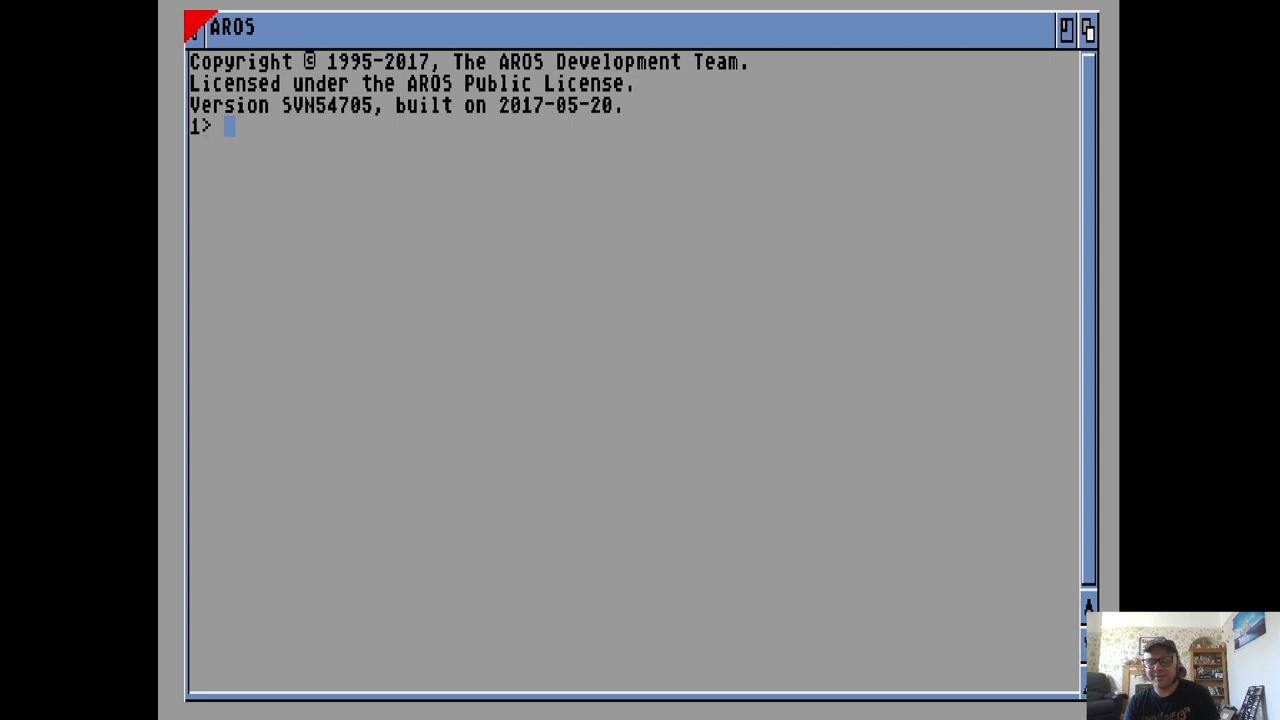 AROS
Copyright © 1995-2017, The AROS Development Team.
Licensed under the AROS Public License.
Version SVN54705, built on 2017-05-20.
1>